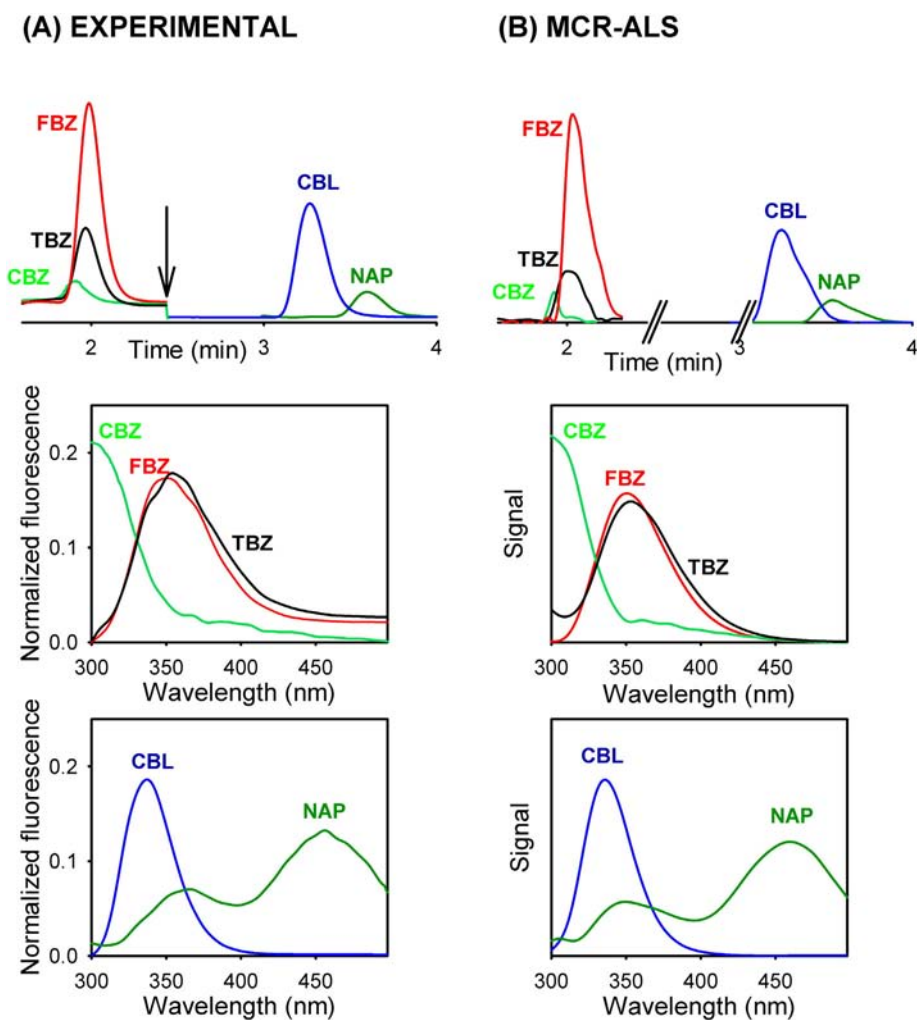 (A) EXPERIMENTAL
FBZ
TBZ
CBZ
CBL
NAP
2
3
4
Time (min)
(B) MCR-ALS
FBZ
TBZ
CBZ
CBL
NAP
2
3
4
Time (min)
Normalized fluorescence
0.2
0.1
0.0
CBZ
FBZ
TBZ
300
350
400
450
Wavelength (nm)
Signal
CBZ
FBZ
TBZ
300
350
400
450
Wavelength (nm)
Normalized fluorescence
0.2
0.1
0.0
CBL
NAP
300
350
400
450
Wavelength (nm)
Signal
CBL
NAP
300
350
400
450
Wavelength (nm)